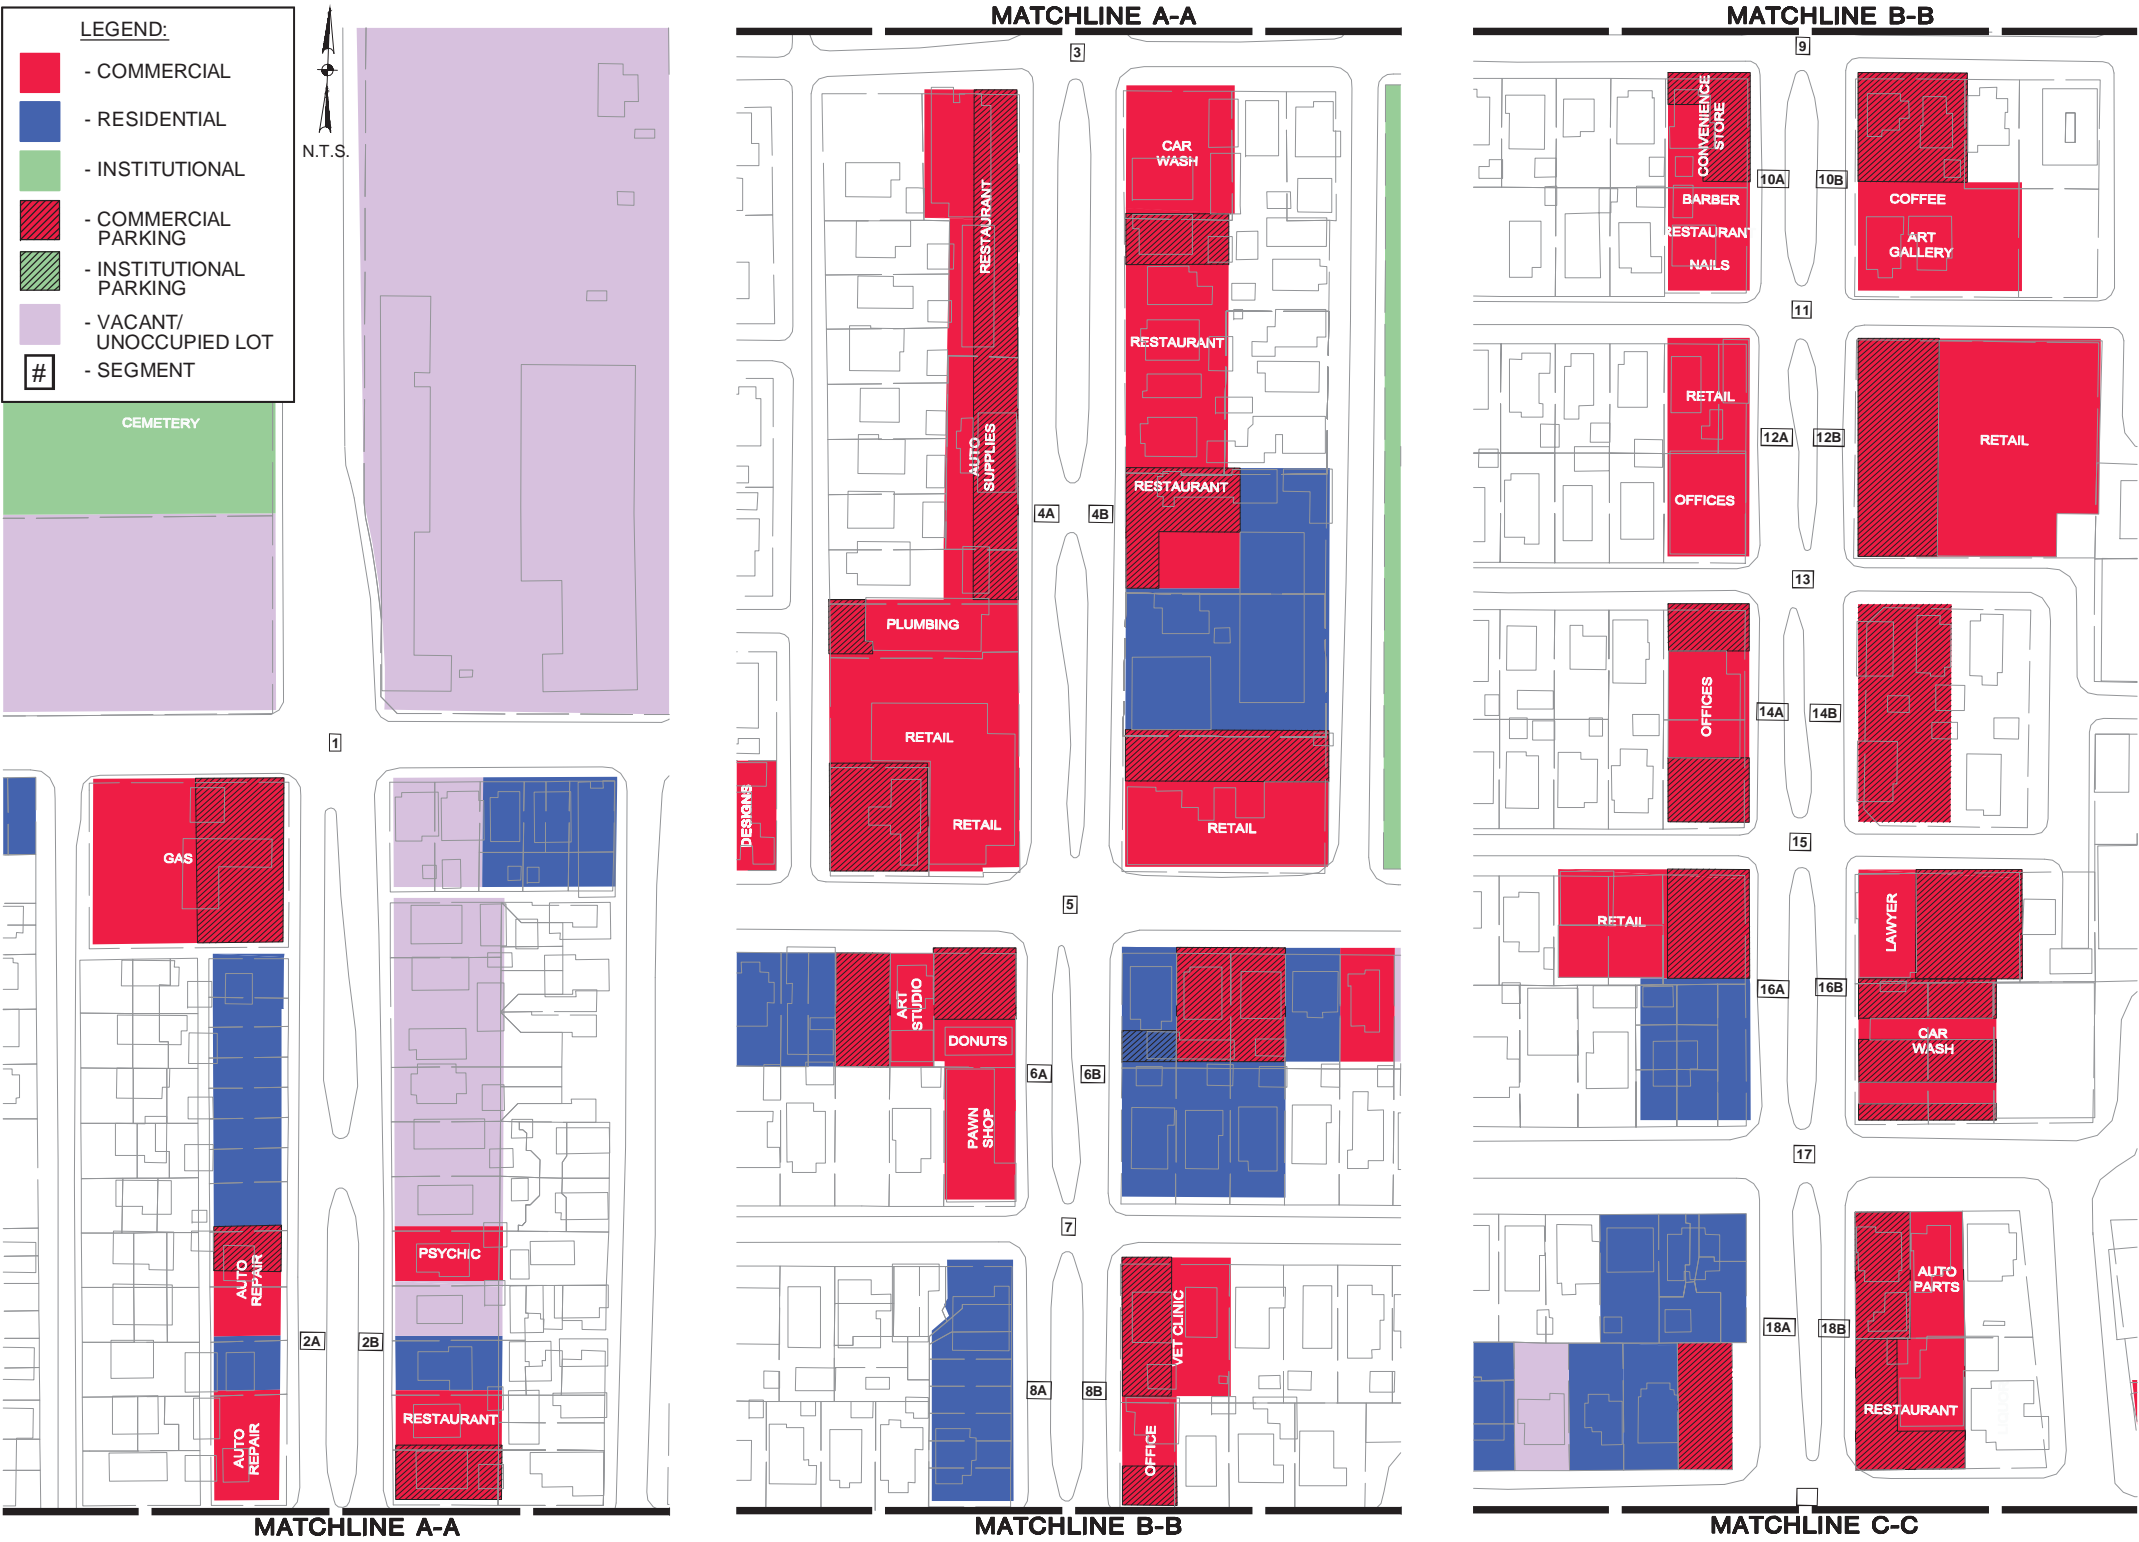 LEGEND:
- COMMERCIAL
- RESIDENTIAL
- INSTITUTIONAL
- COMMERCIAL
PARKING
- INSTITUTIONAL
PARKING
- VACANT/
UNOCCUPIED LOT
# - SEGMENT
N.T.S.
CEMETERY
1
GAS
AUTO
REPAIR
PSYCHIC
2A
2B
AUTO
REPAIR
RESTAURANT
MATCHLINE A-A
MATCHLINE A-A
3
CAR
WASH
RESTAURANT
RESTAURANT
AUTO
SUPPLIES
RESTAURANT
4A
4B
PLUMBING
RETAIL
DESIGNS
RETAIL
RETAIL
5
ART
STUDIO
DONUTS
6A
6B
PAWN
SHOP
7
VET CLINIC
8A
8B
OFFICE
MATCHLINE B-B
MATCHLINE B-B
9
CONVENIENCE
STORE
10A
10B
BARBER
RESTAURANT
NAILS
COFFEE
ART
GALLERY
11
RETAIL
12A
12B
RETAIL
OFFICES
13
OFFICES
14A
14B
15
RETAIL
LAWYER
16A
16B
CAR
WASH
17
AUTO
PARTS
18A
18B
RESTAURANT
MATCHLINE C-C